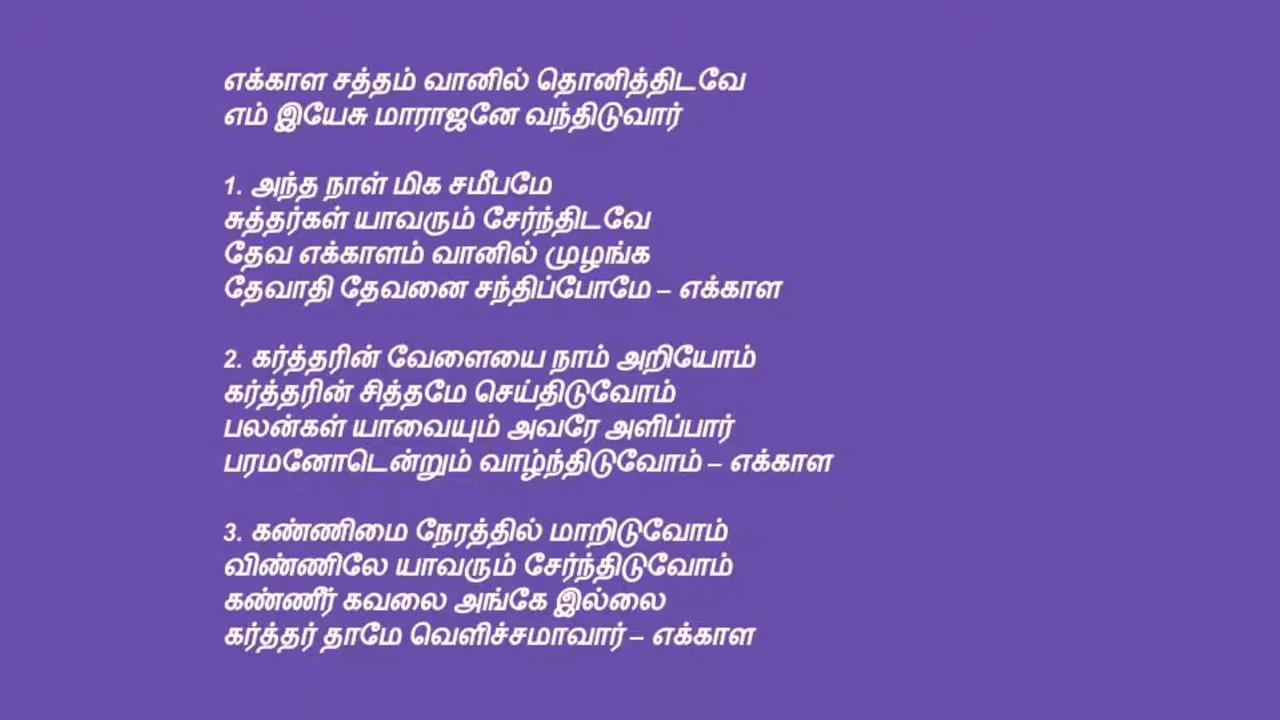 எக்காள சத்தம் வானில் தொனித்திடவே
எம் இயேசு மாராஜனே வந்திடுவார்
1. அந்த நாள் மிக சமீபமே
சுத்தர்கள் யாவரும் சேர்ந்திடவே
தேவ எக்காளம் வானில் முழங்க
தேவாதி தேவனை சந்திப்போமே – எக்காள
2. கர்த்தரின் வேளையை நாம் அறியோம்
கர்த்தரின் சித்தமே செய்திடுவோம்
பலன்கள் யாவையும் அவரே அளிப்பார்
பரமனோடென்றும் வாழ்ந்திடுவோம் – எக்காள
3. கண்ணிமை நேரத்தில் மாறிடுவோம்
விண்ணிலே யாவரும் சேர்ந்திடுவோம்
கண்ணீர் கவலை அங்கே இல்லை
கர்த்தர் தாமே வெளிச்சமாவார் – எக்காள